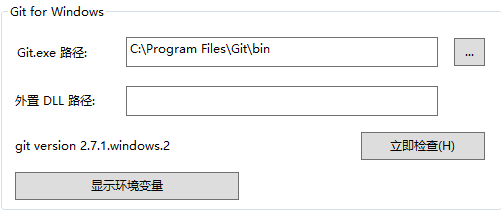 Git for Windows
Git.exe 路径:
C:\Program Files\Git\bin
...
外置 DLL 路径:
git version 2.7.1.windows.2
立即检查(H)
显示环境变量